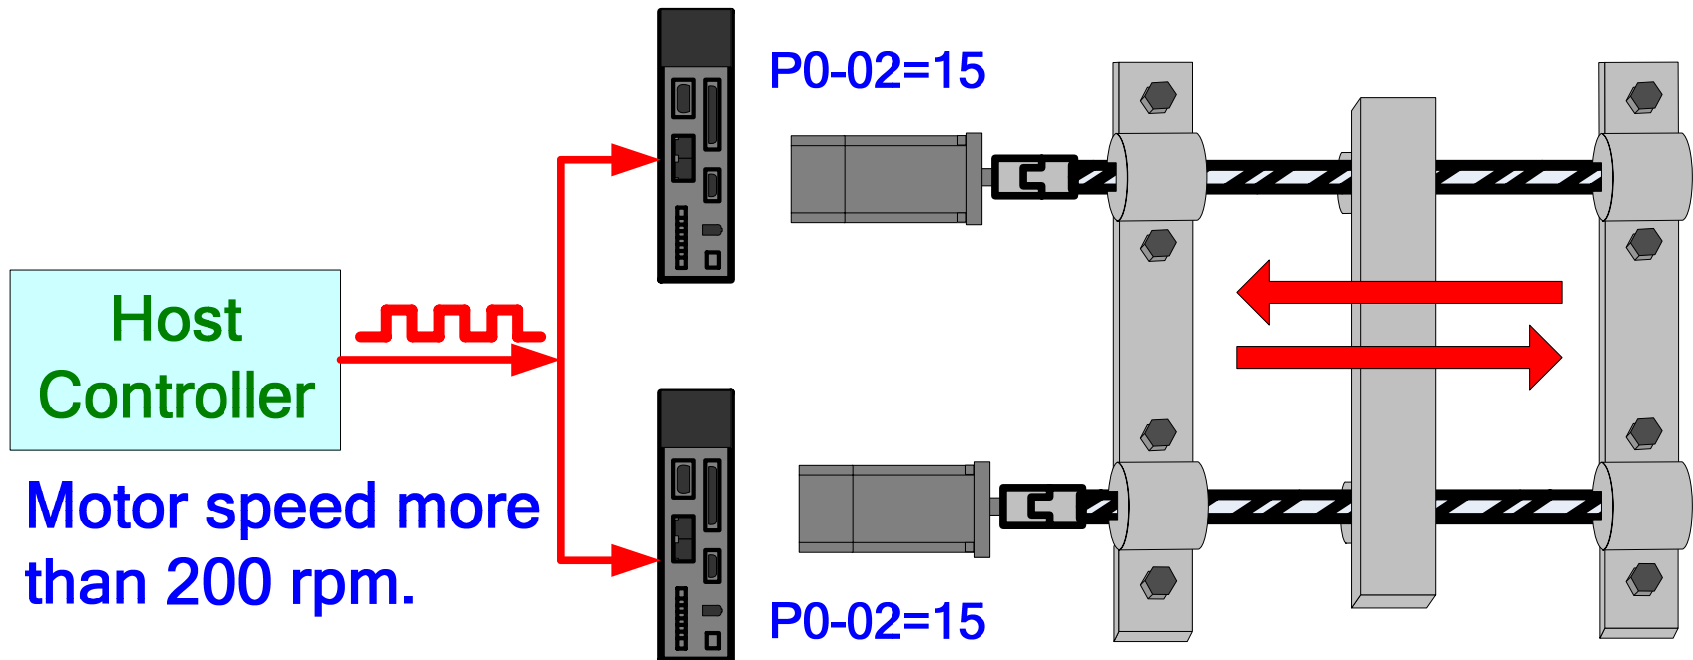 P0-02=15
Host
Controller
Motor speed more
than 200 rpm.
P0-02=15